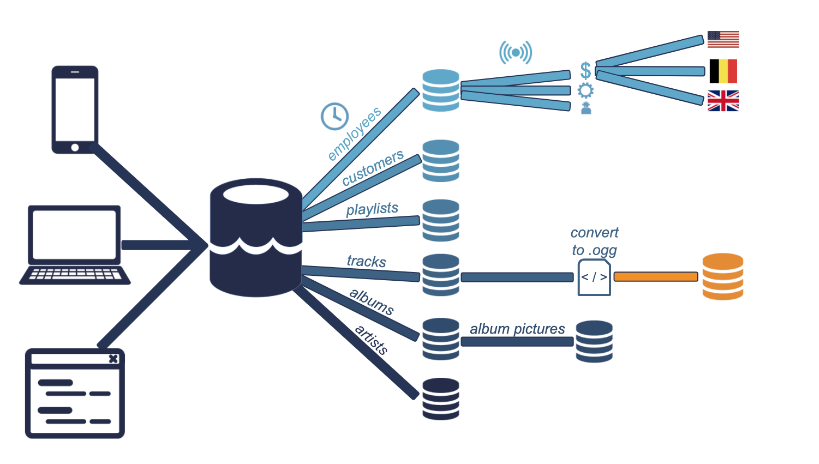 employees
customers
playlists
tracks
albums
artists
$
convert
to .ogg
< / >
album pictures